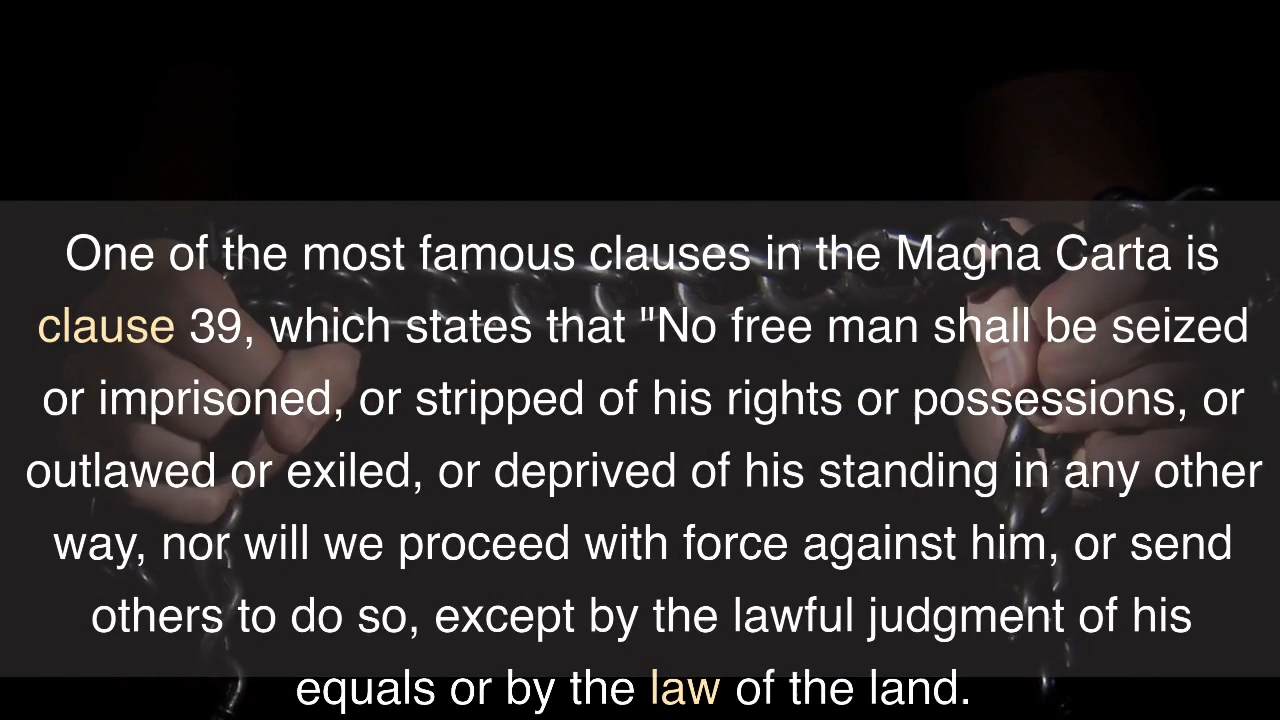 One of the most famous clauses in the Magna Carta is
clause 39, which states that "No free man shall be seized
or imprisoned, or stripped of his rights or possessions, or
outlawed or exiled, or deprived of his standing in any other
way, nor will we proceed with force against him, or send
others to do so, except by the lawful judgment of his
equals or by the law of the land.